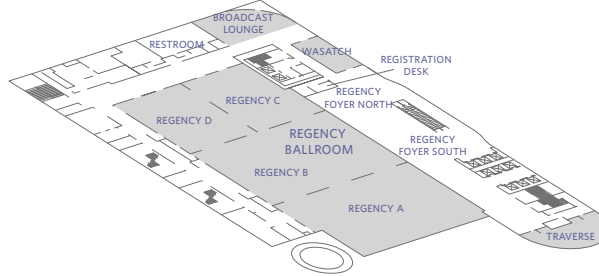 BROADCAST
LOUNGE
RESTROOM
WASATCH
REGISTRATION
DESK
REGENCY
FOYER NORTH
REGENCY C
REGENCY D
REGENCY
BALLROOM
REGENCY
FOYER SOUTH
REGENCY B
REGENCY A
TRAVERSE